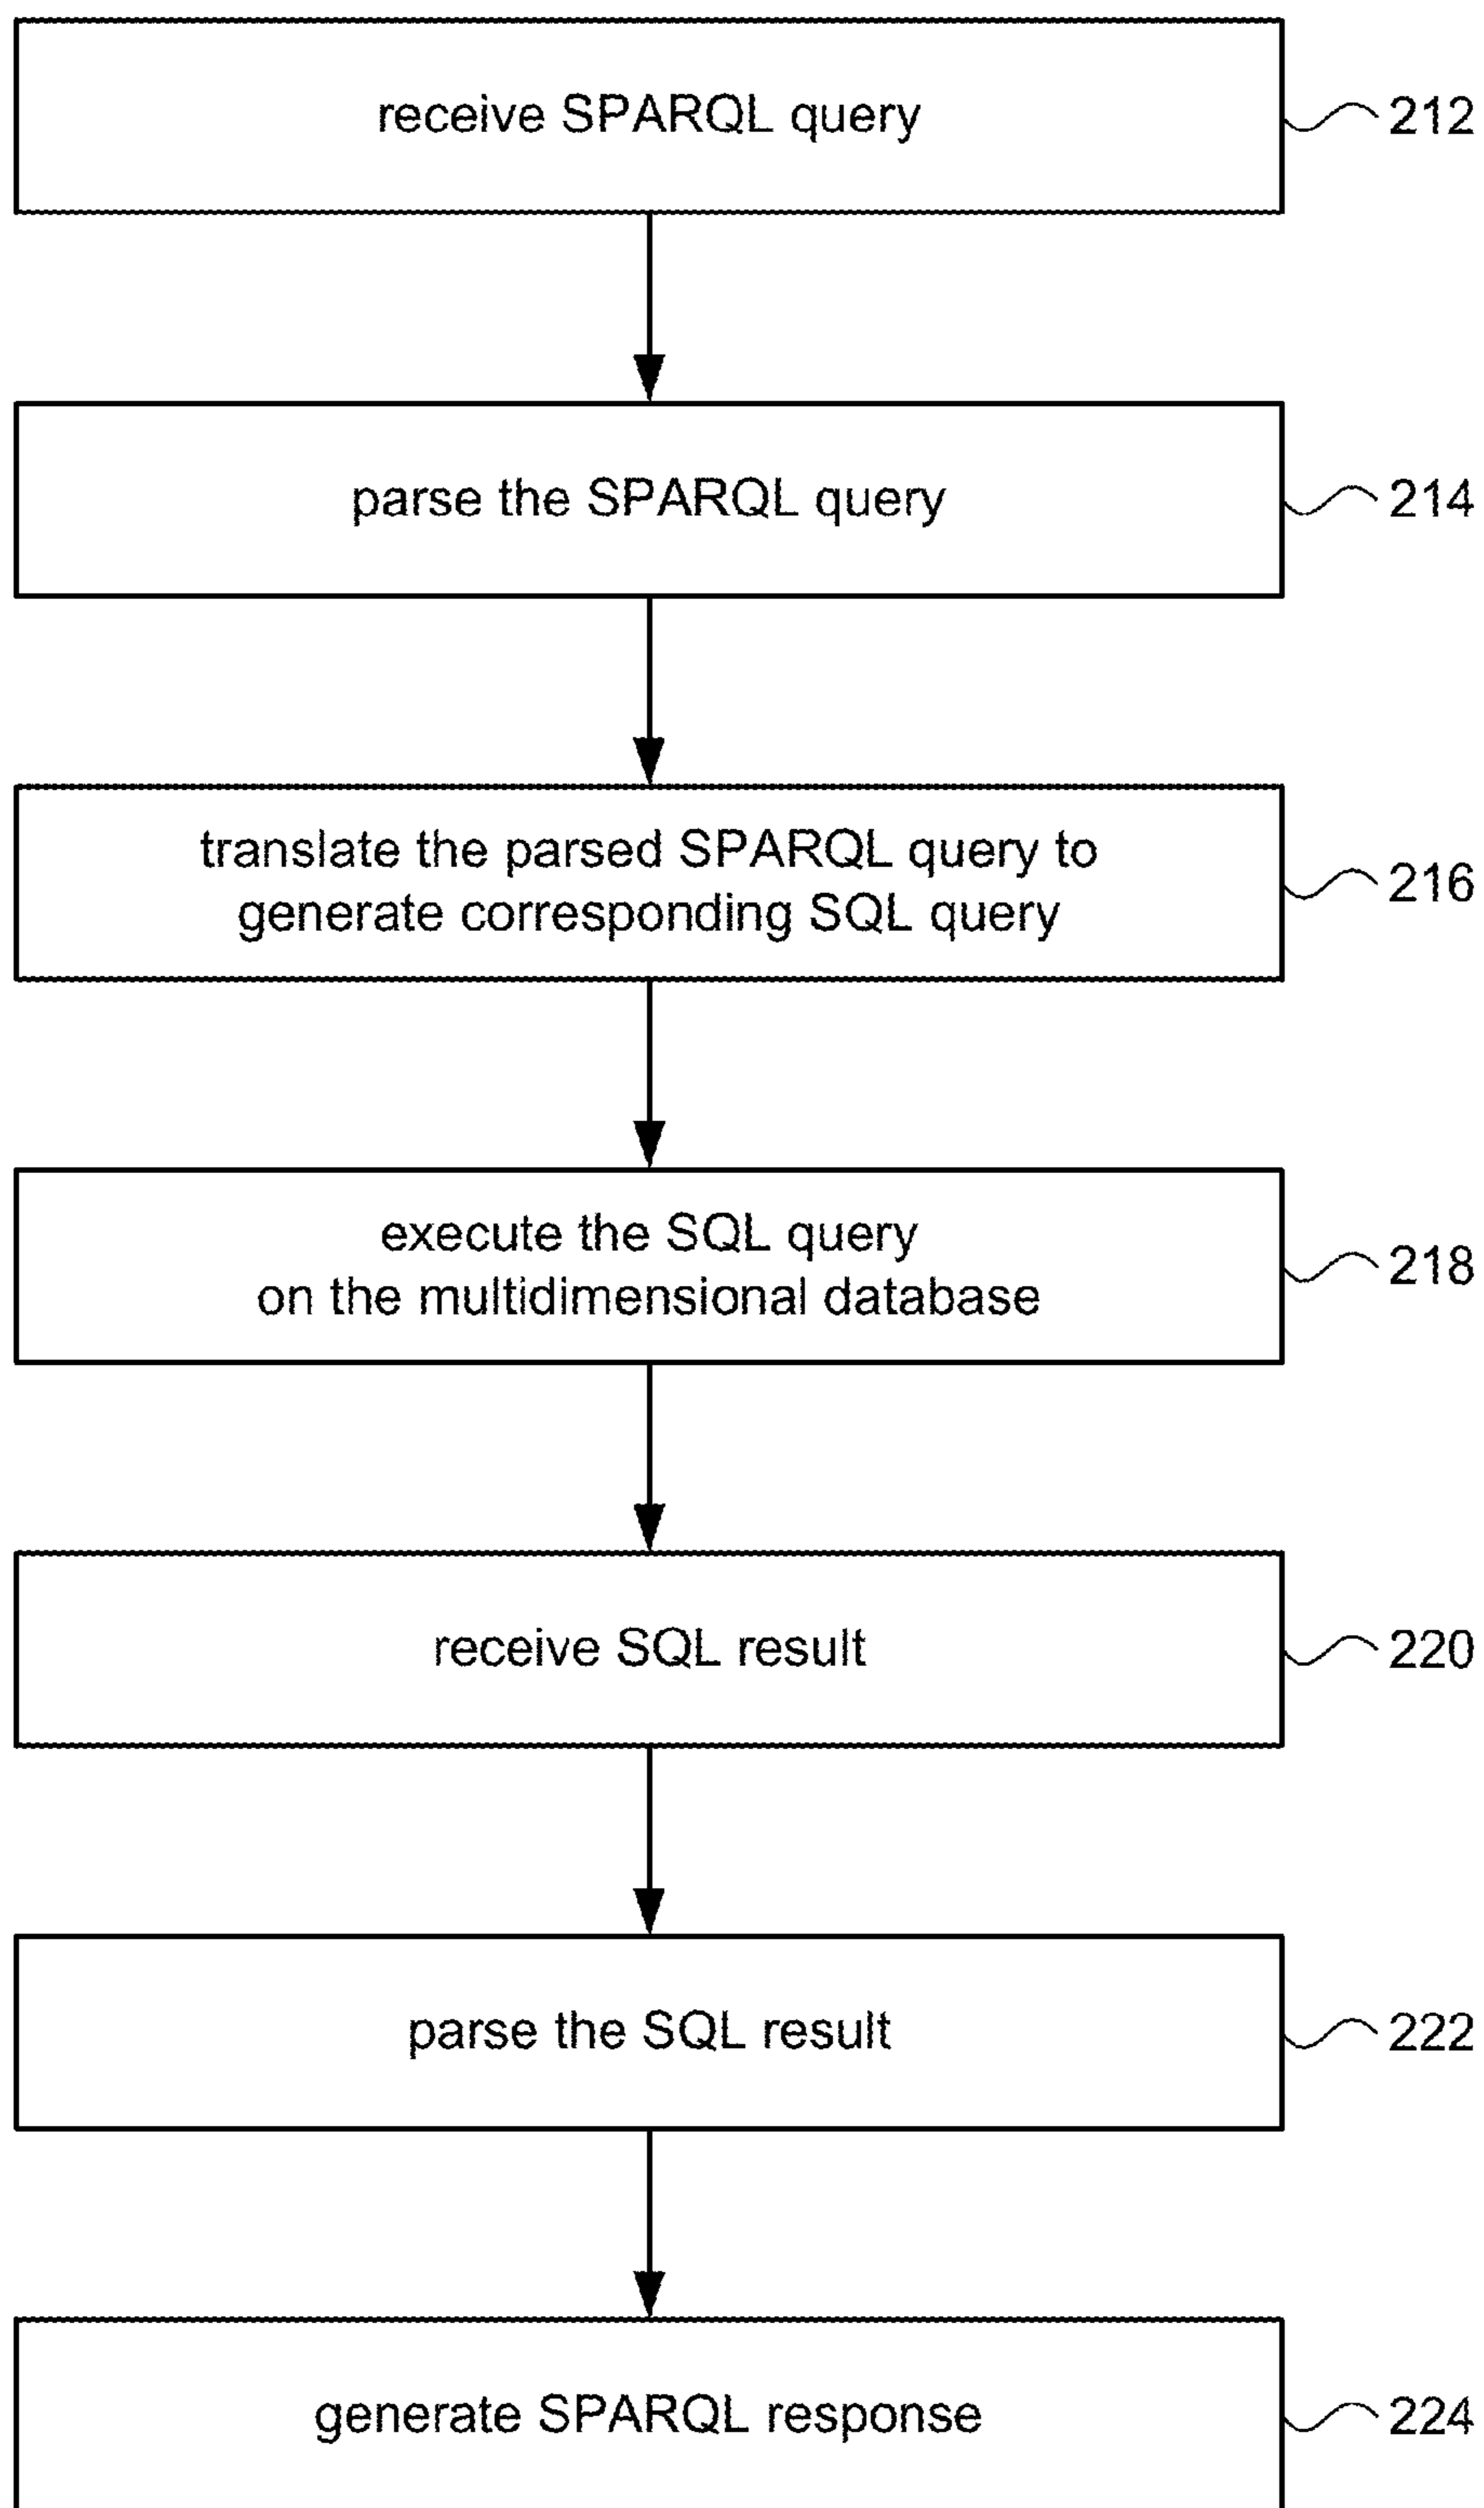 receive SPARQL query
212
parse the SPARQL query
214
translate the parsed SPARQL query to
generate corresponding SQL query
216
execute the SQL query
on the multidimensional database
218
receive SQL result
220
parse the SQL result
222
generate SPARQL response
224